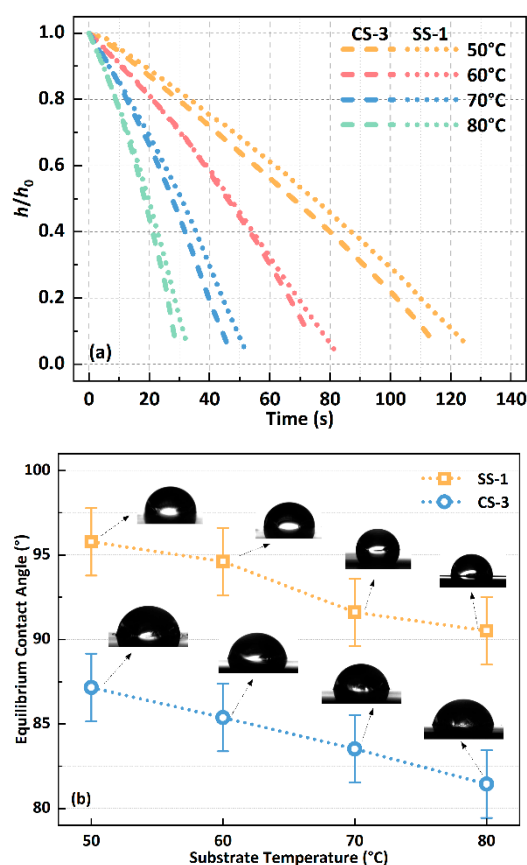 CS-3 SS-1
50°C
60°C
70°C
80°C
1.0
0.8
0.6
0.4
0.2
0.0
h/h₀
(a)
0 20 40 60 80 100 120 140
Time (s)
100
95
90
85
80
Equilibrium Contact Angle (°)
SS-1
CS-3
(b)
50 60 70 80
Substrate Temperature (°C)